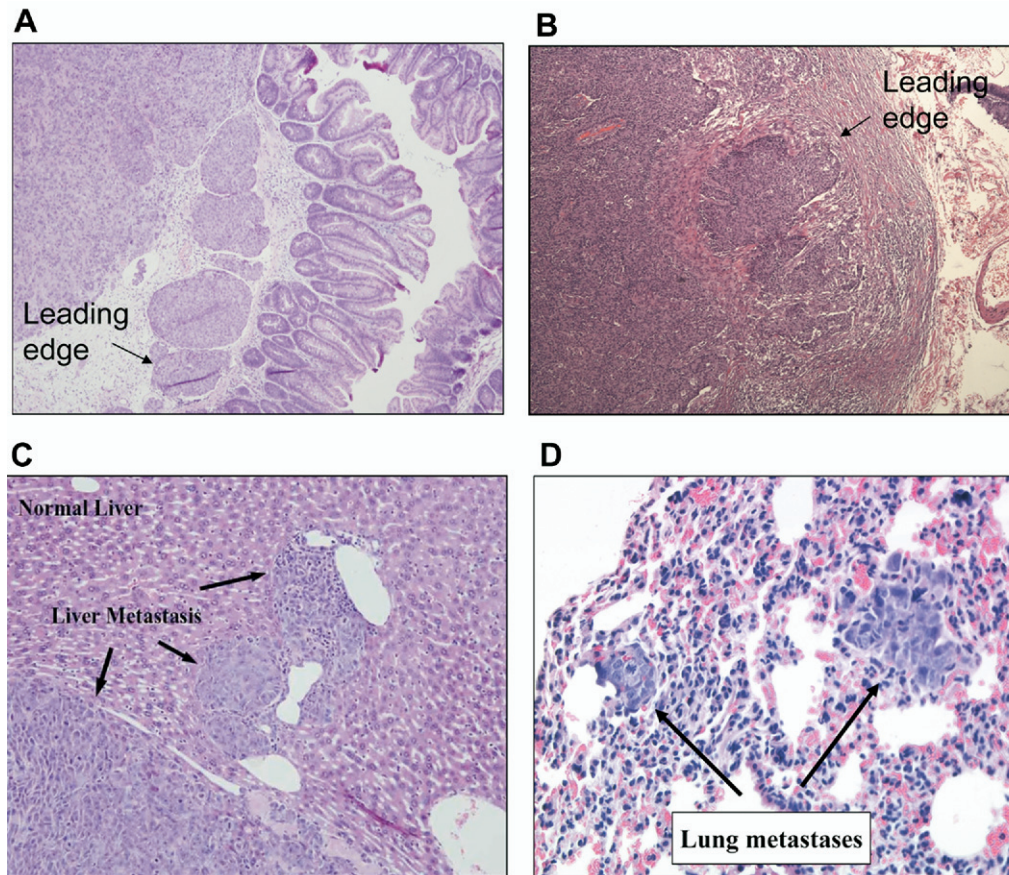 A
Leading
edge
B
Leading
edge
C
Normal Liver
Liver Metastasis
D
Lung metastases